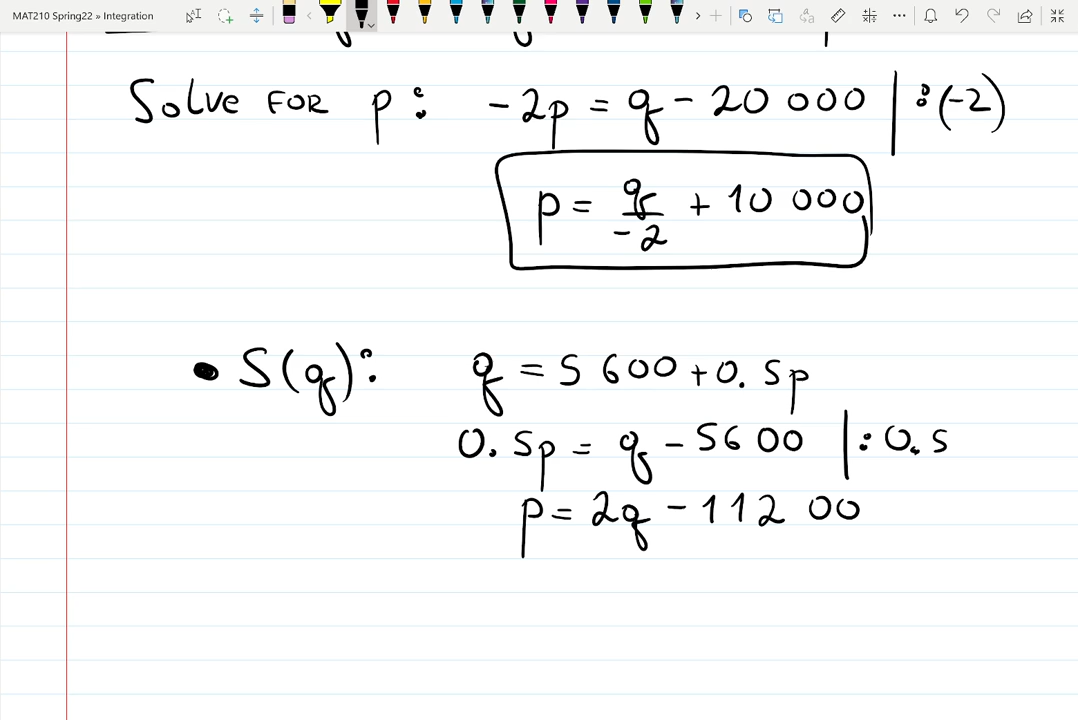 MAT210 Spring22 » Integration
Solve FOR p: -2p = q - 20 000 | :(-2)
p = q/-2 + 10 000
• S(q): q = 5 600 + 0.5p
0.5p = q - 5600 | : 0.5
p = 2q - 112 00